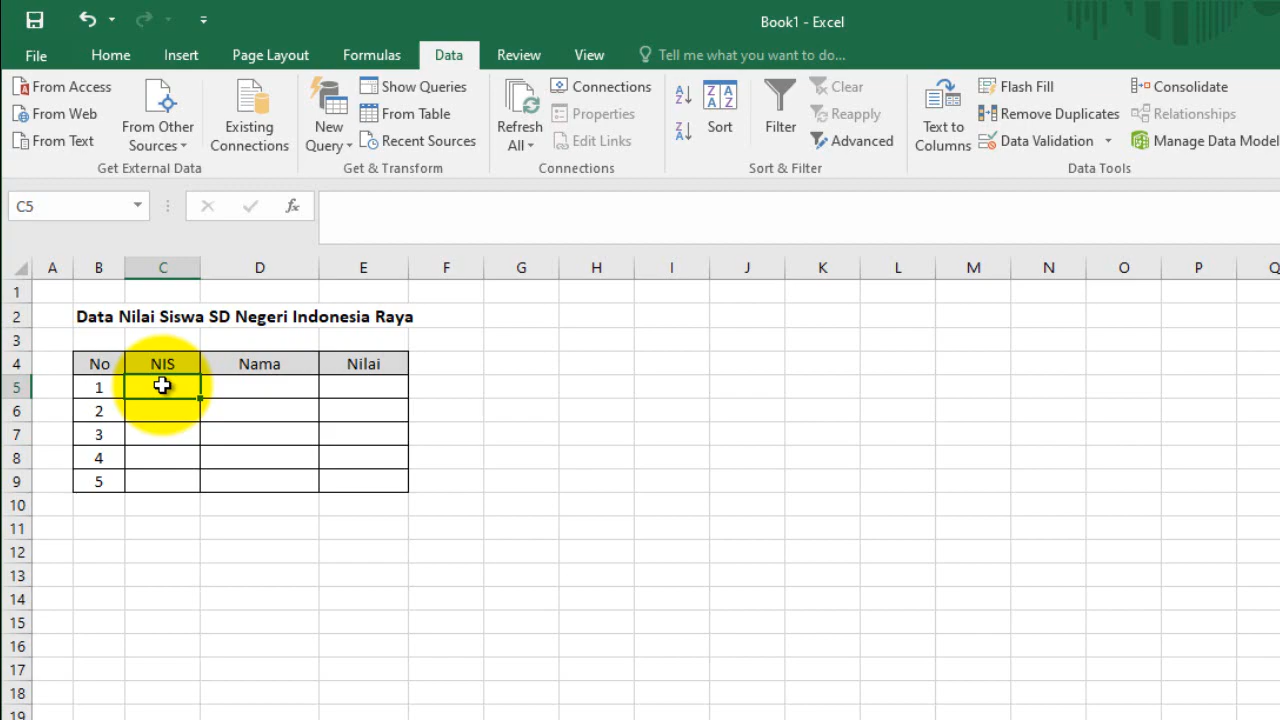 Book1 - Excel
File Home Insert Page Layout Formulas Data Review View Tell me what you want to do...
From Access
From Web
From Text
From Other Sources
Existing Connections
Get External Data
New Query
Show Queries
From Table
Recent Sources
Get & Transform
Refresh All
Connections
Properties
Edit Links
Connections
Sort
Filter
Clear
Reapply
Advanced
Sort & Filter
Text to Columns
Flash Fill
Remove Duplicates
Data Validation
Consolidate
Relationships
Manage Data Model
Data Tools
C5 fx
A B C D E F G H I J K L M N O P Q
1
2 Data Nilai Siswa SD Negeri Indonesia Raya
3
4 No NIS Nama Nilai
5 1
6 2
7 3
8 4
9 5
10
11
12
13
14
15
16
17
18
19